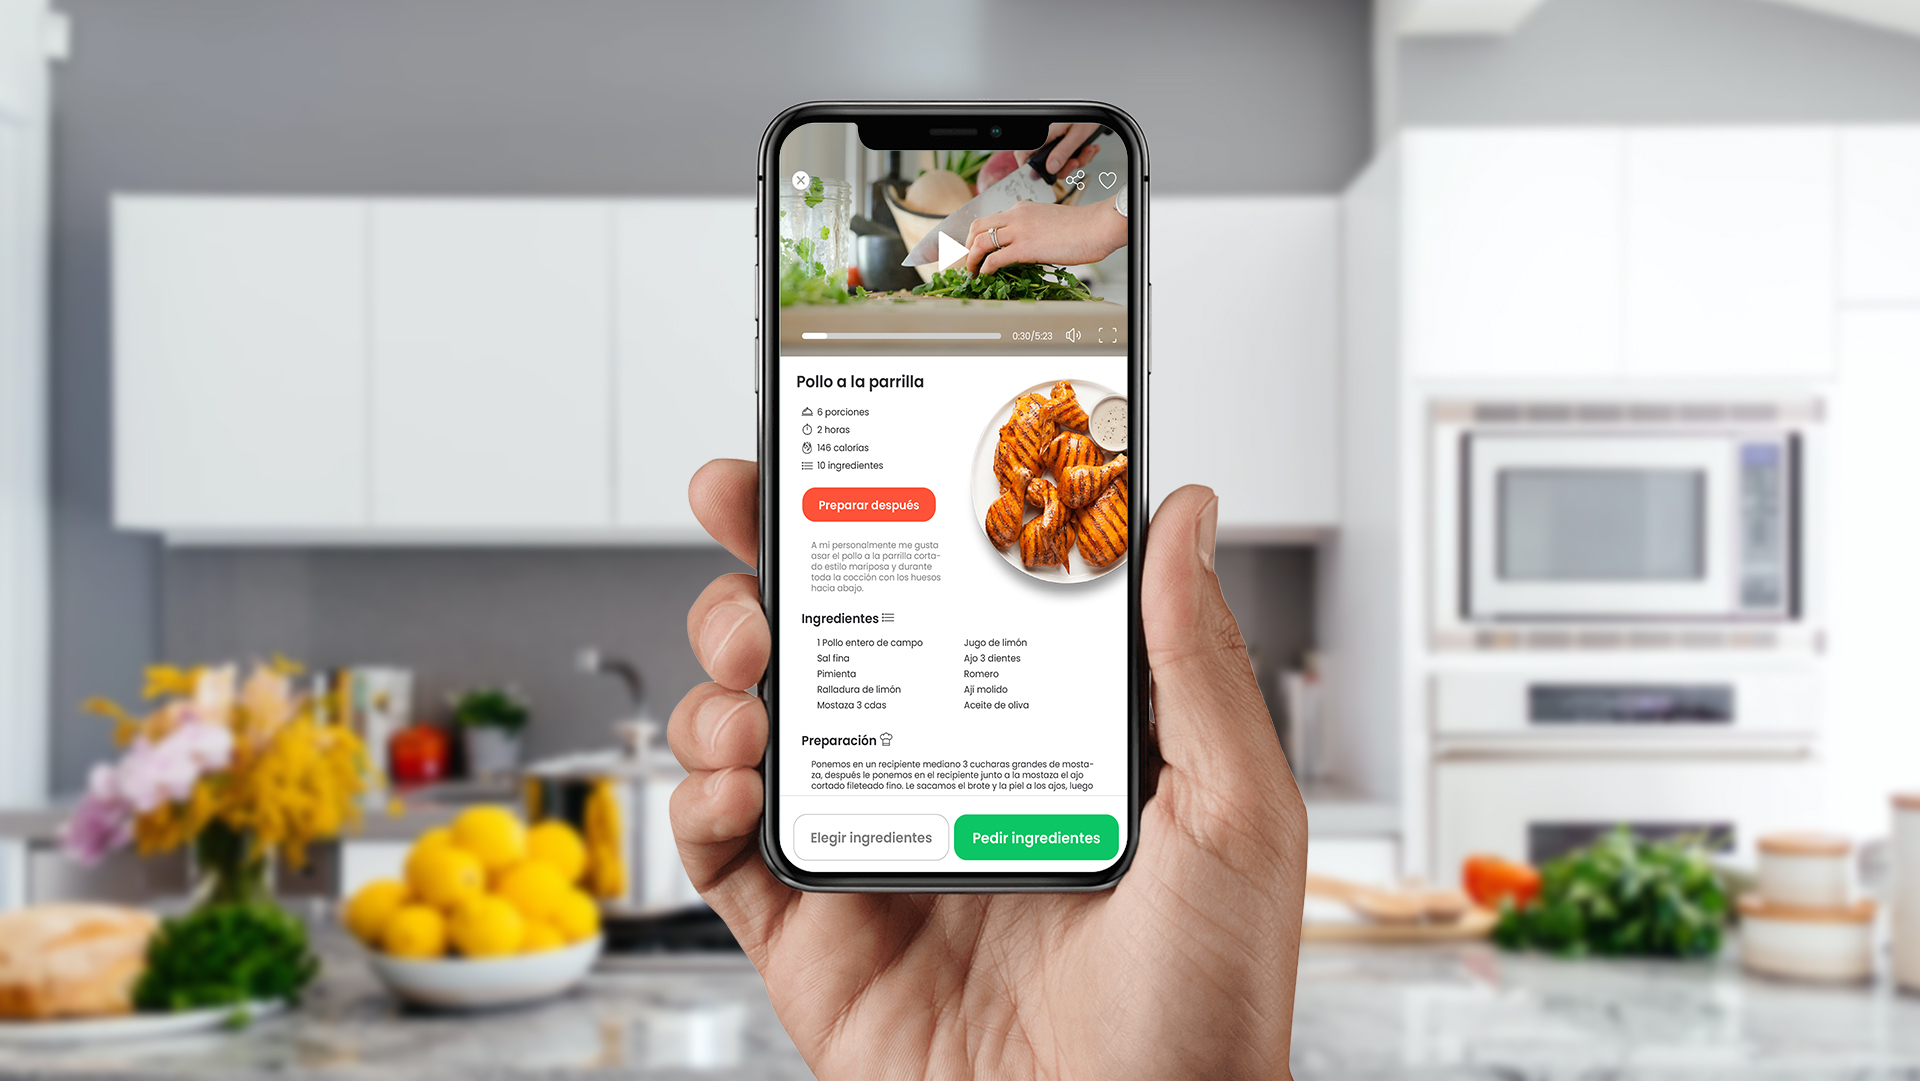 0:30/5:23
Pollo a la parrilla
6 porciones
2 horas
146 calorías
10 ingredientes
Preparar después
A mi personalmente me gusta
asar el pollo a la parrilla corta-
do estilo mariposa y durante
toda la cocción con los huesos
hacia abajo.
Ingredientes
1 Pollo entero de campo
Sal fina
Pimienta
Ralladura de limón
Mostaza 3 cdas
Jugo de limón
Ajo 3 dientes
Romero
Ají molido
Aceite de oliva
Preparación
Ponemos en un recipiente mediano 3 cucharas grandes de mosta-
za, después le ponemos en el recipiente junto a la mostaza el ajo
cortado fileteado fino. Le sacamos el brote y la piel a los ajos, luego
Elegir ingredientes
Pedir ingredientes